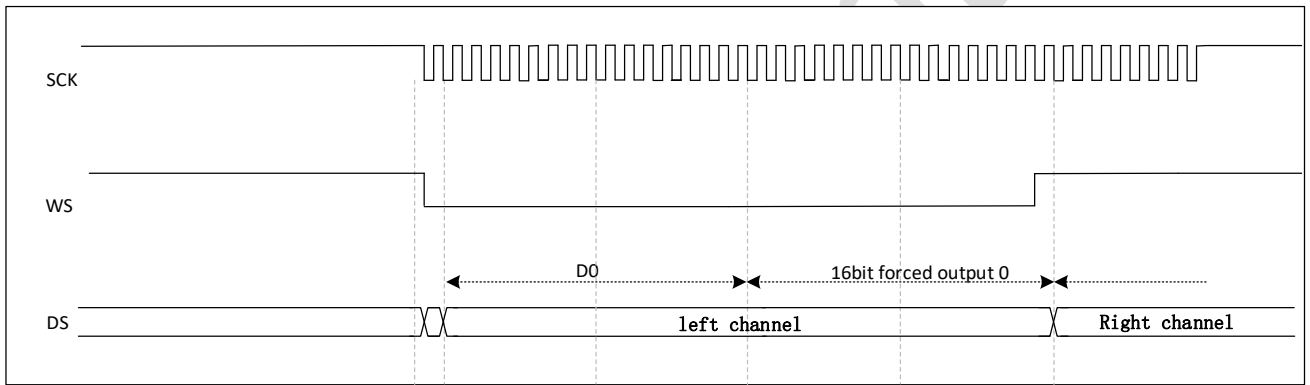 SCK
WS
D0
16bit forced output 0
DS
left channel
Right channel